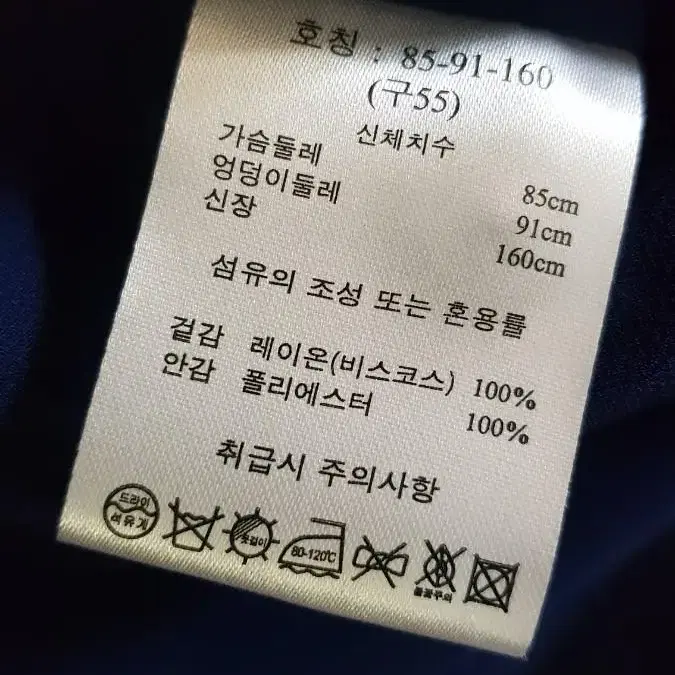 호칭 : 85-91-160
(구55)
신체치수
가슴둘레 85cm
엉덩이둘레 91cm
신장 160cm
섬유의 조성 또는 혼용률
겉감 레이온(비스코스) 100%
안감 폴리에스터 100%
취급시 주의사항
드라이
석유계
옷걸이
80-120℃